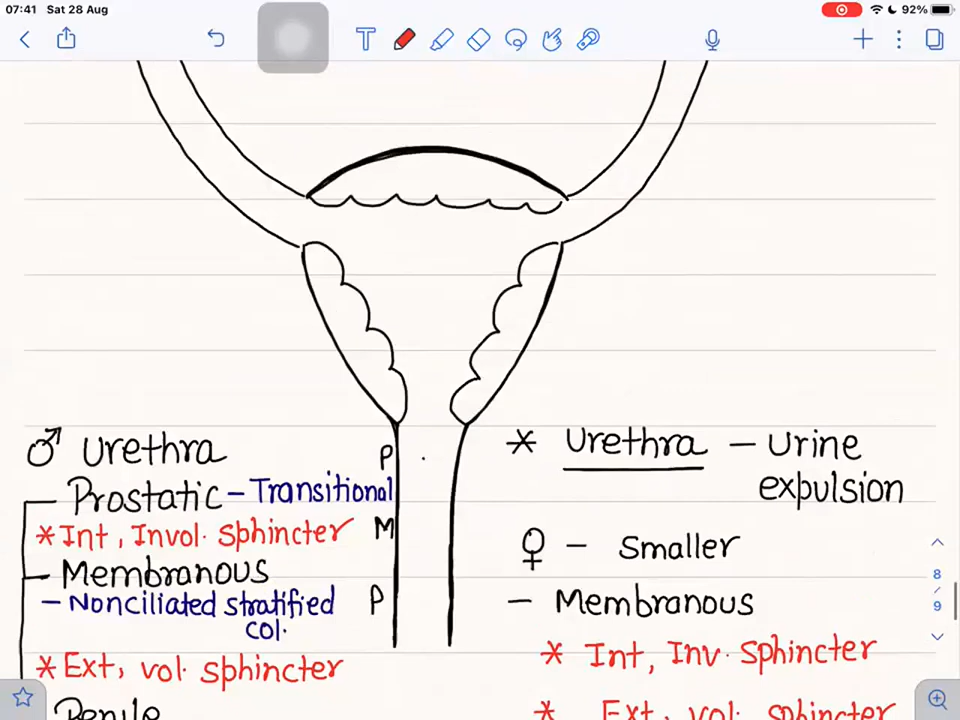 07:41 Sat 28 Aug
92%
T
♂ Urethra
P
Prostatic - Transitional
* Int, Invol. Sphincter
M
Membranous
- Nonciliated stratified
col.
P
* Ext, vol. sphincter
Penile
* Urethra - Urine
expulsion
♀ - Smaller
- Membranous
* Int, Inv. Sphincter
* Ext, vol. sphincter
8
/
9